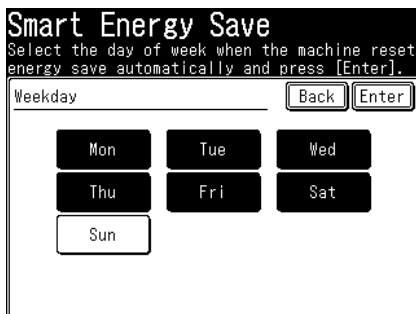 Smart Energy Save
Select the day of week when the machine reset
energy save automatically and press [Enter].
Weekday Back Enter
Mon Tue Wed
Thu Fri Sat
Sun